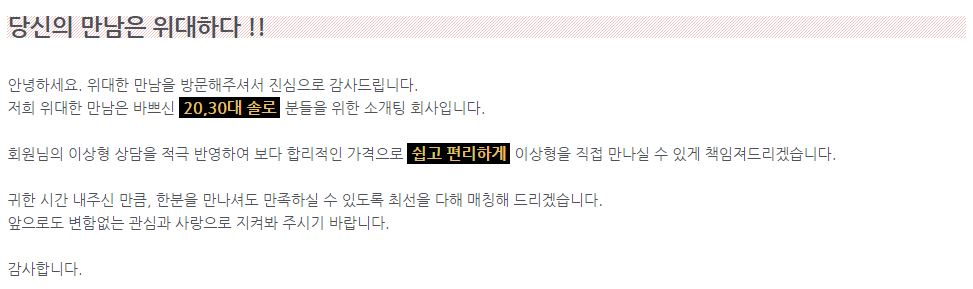 당신의 만남은 위대하다 !!
안녕하세요. 위대한 만남을 방문해주셔서 진심으로 감사드립니다.
저희 위대한 만남은 바쁘신 20,30대 솔로 분들을 위한 소개팅 회사입니다.
회원님의 이상형 상담을 적극 반영하여 보다 합리적인 가격으로 쉽고 편리하게 이상형을 직접 만나실 수 있게 책임져드리겠습니다.
귀한 시간 내주신 만큼, 한분을 만나셔도 만족하실 수 있도록 최선을 다해 매칭해 드리겠습니다.
앞으로도 변함없는 관심과 사랑으로 지켜봐 주시기 바랍니다.
감사합니다.